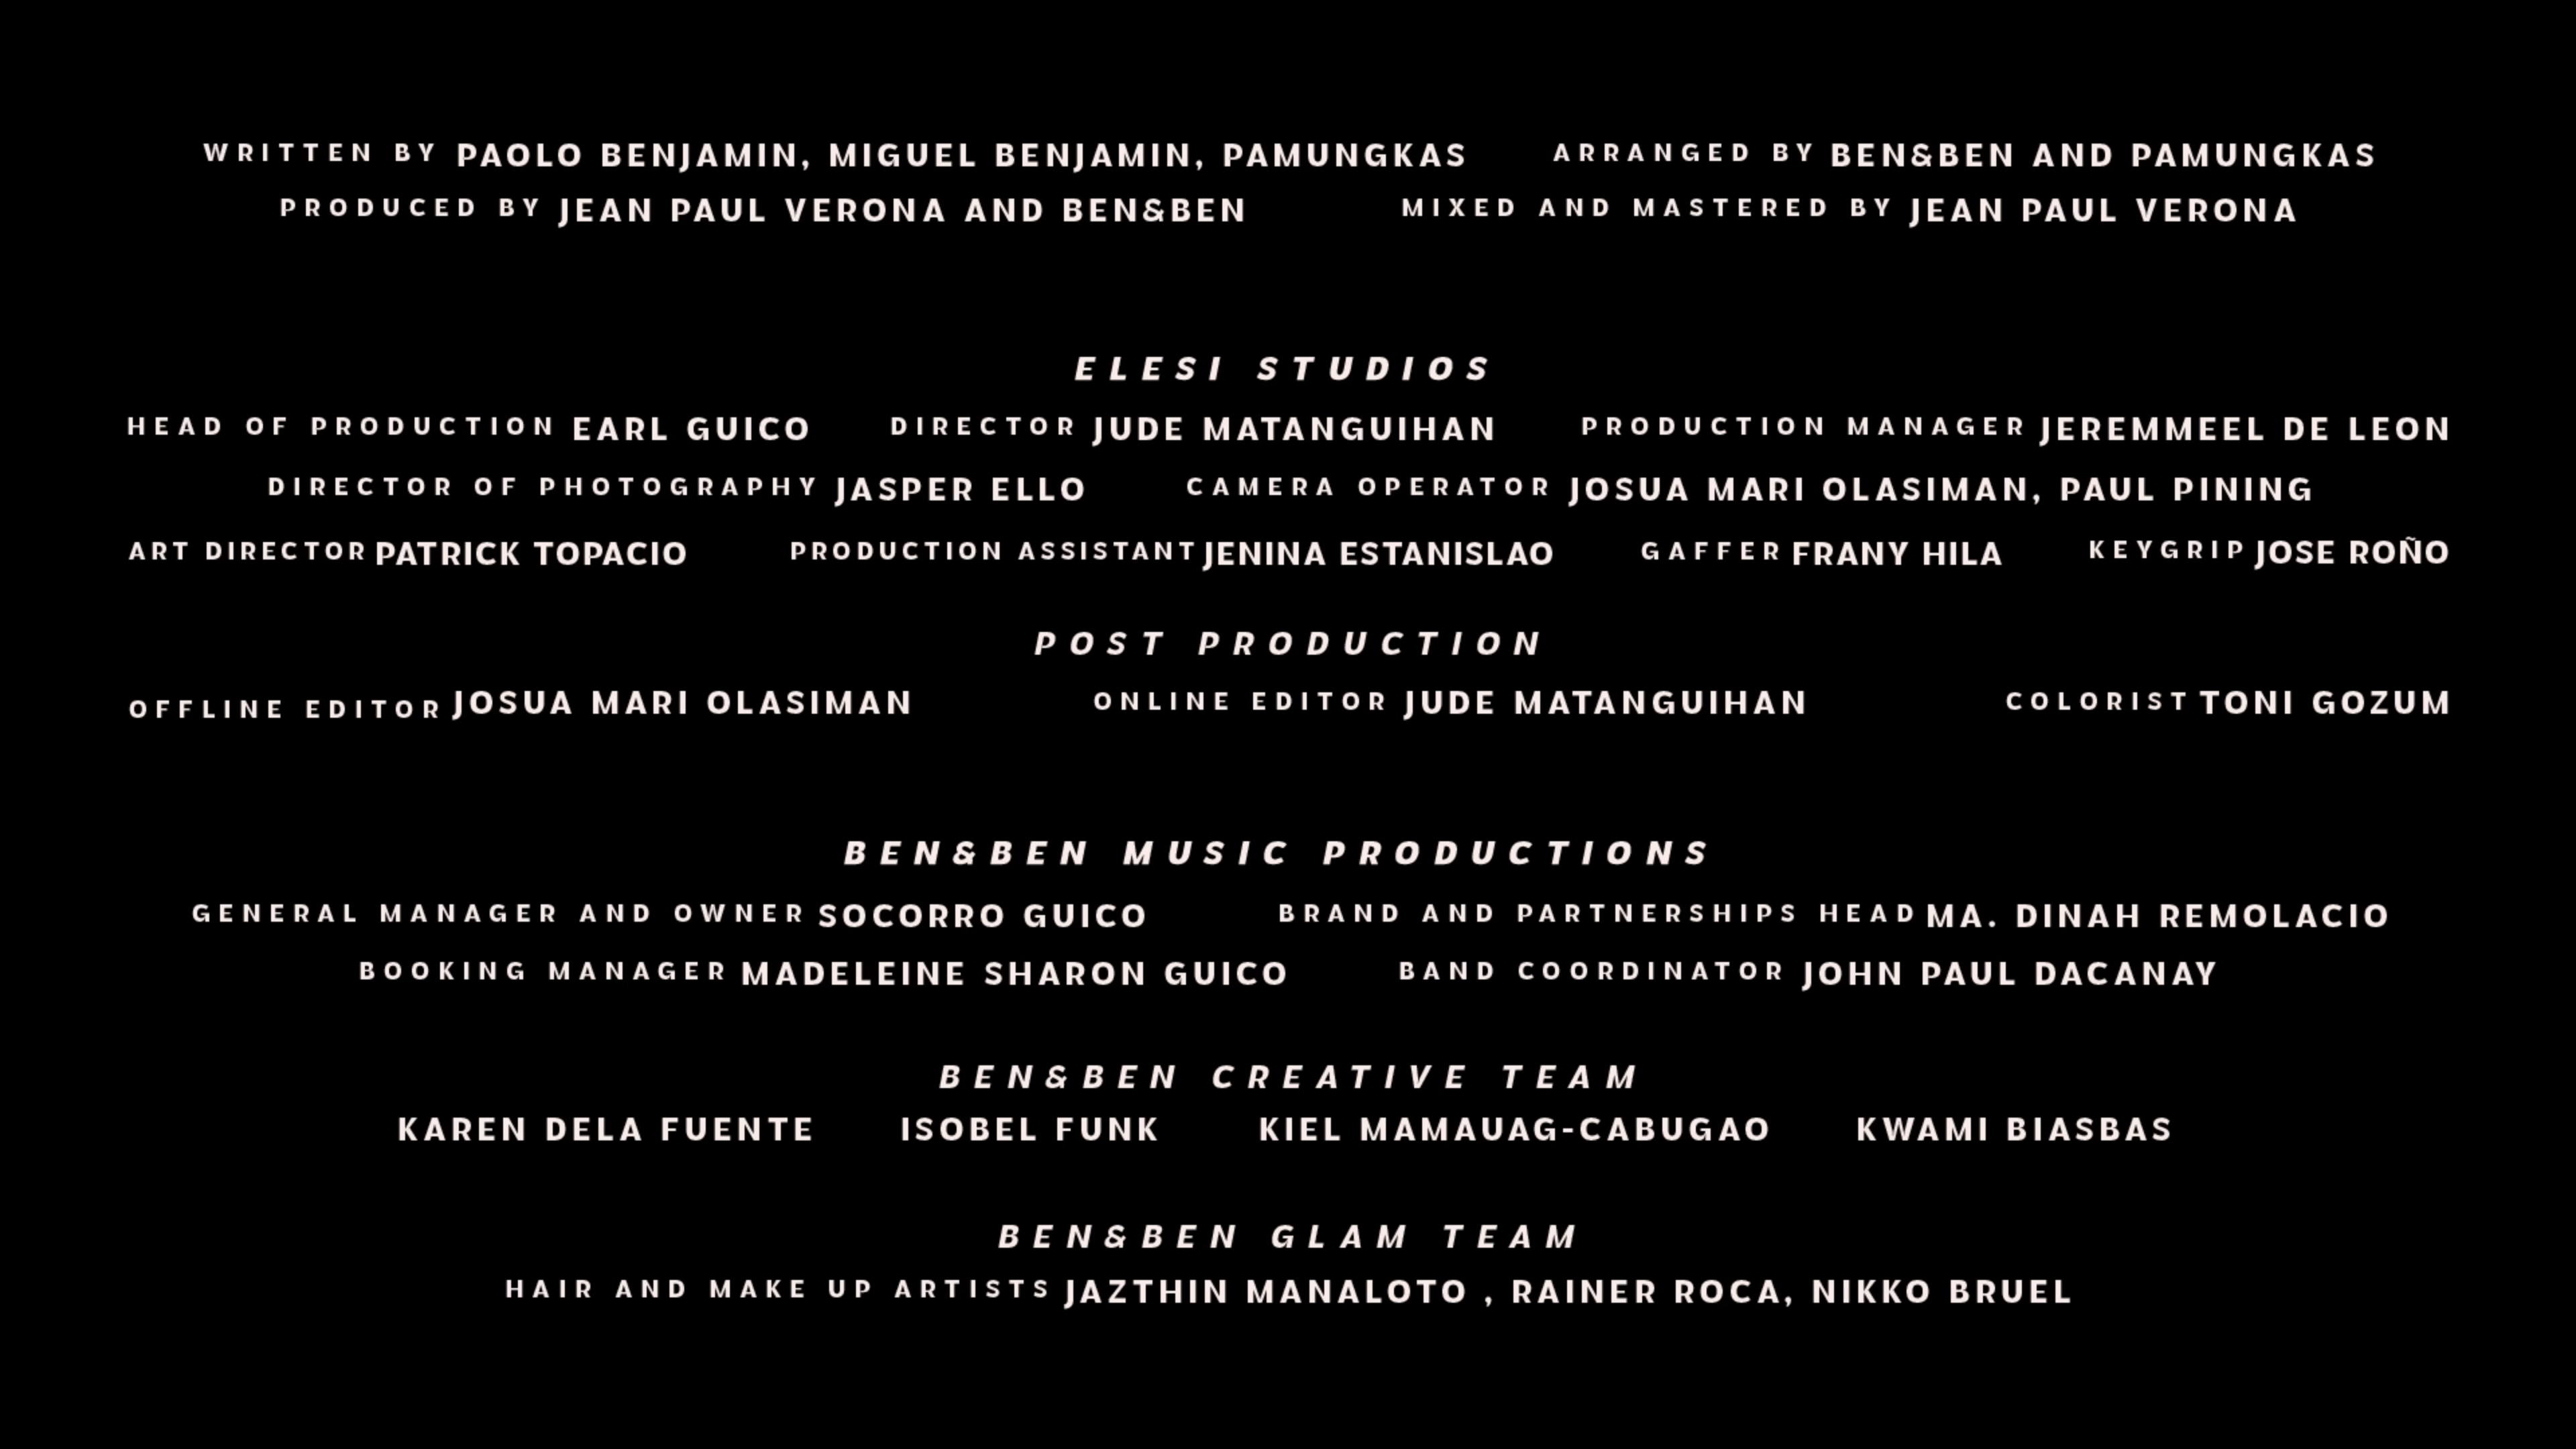 WRITTEN BY PAOLO BENJAMIN, MIGUEL BENJAMIN, PAMUNGKAS ARRANGED BY BEN&BEN AND PAMUNGKAS
PRODUCED BY JEAN PAUL VERONA AND BEN&BEN MIXED AND MASTERED BY JEAN PAUL VERONA
ELESI STUDIOS
HEAD OF PRODUCTION EARL GUICO DIRECTOR JUDE MATANGUIHAN PRODUCTION MANAGER JEREMMEEL DE LEON
DIRECTOR OF PHOTOGRAPHY JASPER ELLO CAMERA OPERATOR JOSUA MARI OLASIMAN, PAUL PINING
ART DIRECTOR PATRICK TOPACIO PRODUCTION ASSISTANT JENINA ESTANISLAO GAFFER FRANY HILA KEYGRIP JOSE ROÑO
POST PRODUCTION
OFFLINE EDITOR JOSUA MARI OLASIMAN ONLINE EDITOR JUDE MATANGUIHAN COLORIST TONI GOZUM
BEN&BEN MUSIC PRODUCTIONS
GENERAL MANAGER AND OWNER SOCORRO GUICO BRAND AND PARTNERSHIPS HEAD MA. DINAH REMOLACIO
BOOKING MANAGER MADELEINE SHARON GUICO BAND COORDINATOR JOHN PAUL DACANAY
BEN&BEN CREATIVE TEAM
KAREN DELA FUENTE ISOBEL FUNK KIEL MAMAUAG-CABUGAO KWAMI BIASBAS
BEN&BEN GLAM TEAM
HAIR AND MAKE UP ARTISTS JAZTHIN MANALOTO , RAINER ROCA, NIKKO BRUEL